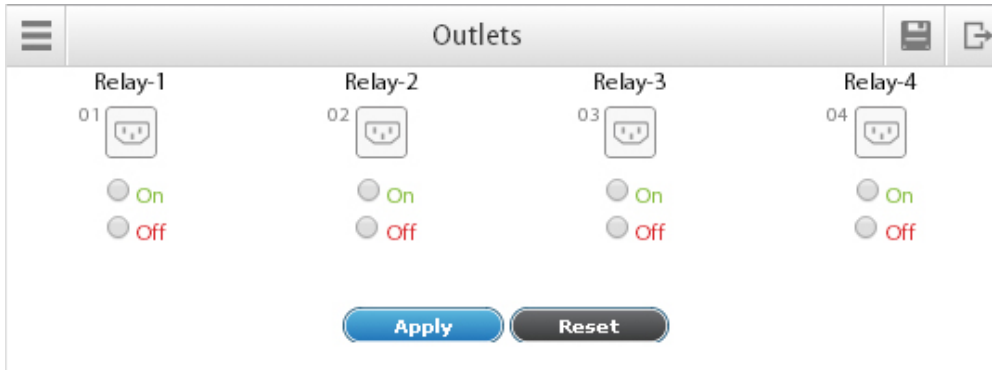 Outlets
Relay-1 Relay-2 Relay-3 Relay-4
01 02 03 04
On On On On
Off Off Off Off
Apply Reset